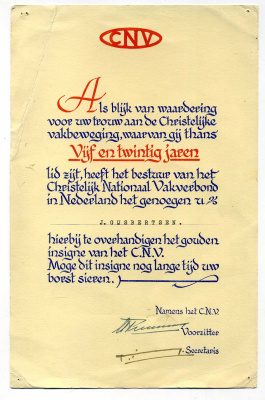 CNV
Als blijk van waardering
voor uw trouw aan de Christelijke
vakbeweging, waarvan gij thans
Vijf en twintig jaren
lid zijt, heeft het bestuur van het
Christelijk Nationaal Vakverbond
in Nederland het genoegen u
J. GIJSBERTSEN.
hierbij te overhandigen het gouden
insigne van het C.N.V.
Moge dit insigne nog lange tijd uw
borst sieren.
Namens het C.N.V.
Voorzitter
Secretaris